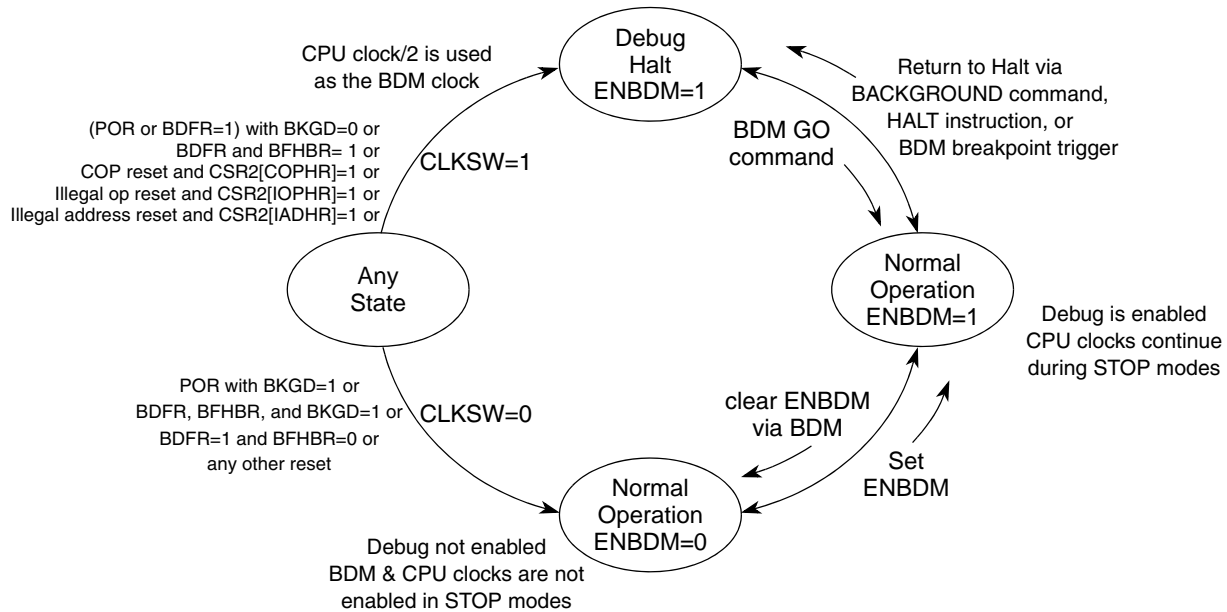 CPU clock/2 is used
as the BDM clock
Debug
Halt
ENBDM=1
Return to Halt via
BACKGROUND command,
HALT instruction, or
BDM breakpoint trigger
(POR or BDFR=1) with BKGD=0 or
BDFR and BFHBR= 1 or
COP reset and CSR2[COPHR]=1 or
Illegal op reset and CSR2[IOPHR]=1 or
Illegal address reset and CSR2[IADHR]=1 or
CLKSW=1
BDM GO
command
Any
State
Normal
Operation
ENBDM=1
Debug is enabled
CPU clocks continue
during STOP modes
POR with BKGD=1 or
BDFR, BFHBR, and BKGD=1 or
BDFR=1 and BFHBR=0 or
any other reset
CLKSW=0
clear ENBDM
via BDM
Set
ENBDM
Normal
Operation
ENBDM=0
Debug not enabled
BDM & CPU clocks are not
enabled in STOP modes